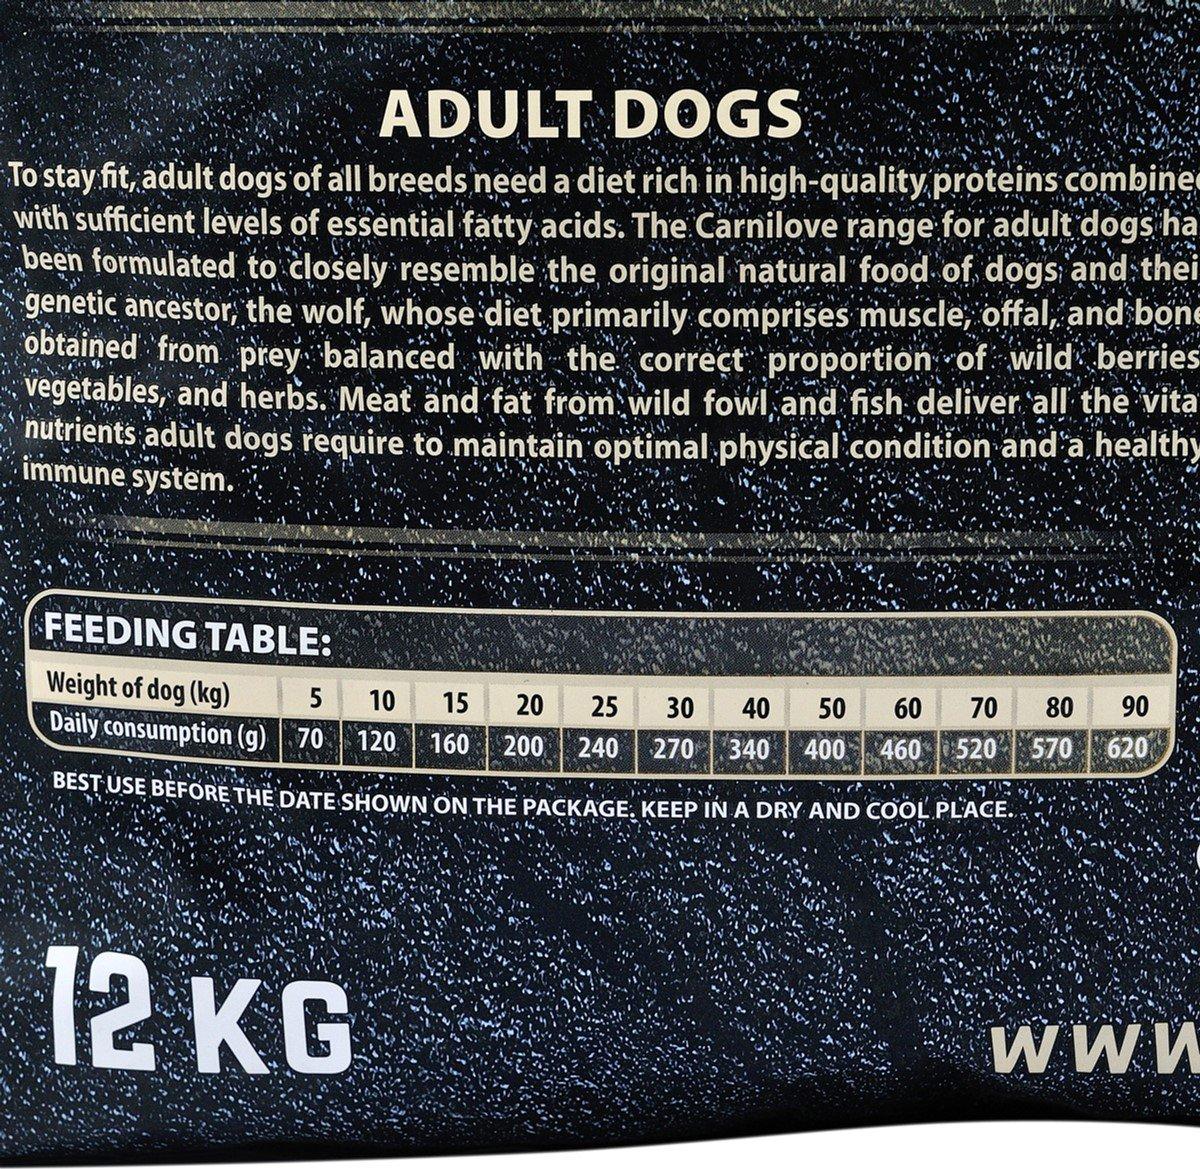 ADULT DOGS
To stay fit, adult dogs of all breeds need a diet rich in high-quality proteins combine
with sufficient levels of essential fatty acids. The Carnilove range for adult dogs ha
been formulated to closely resemble the original natural food of dogs and thei
genetic ancestor, the wolf, whose diet primarily comprises muscle, offal, and bon
obtained from prey balanced with the correct proportion of wild berries
vegetables, and herbs. Meat and fat from wild fowl and fish deliver all the vita
nutrients adult dogs require to maintain optimal physical condition and a healthy
immune system.
FEEDING TABLE:
Weight of dog (kg) 5 10 15 20 25 30 40 50 60 70 80 90
Daily consumption (g) 70 120 160 200 240 270 340 400 460 520 570 620
BEST USE BEFORE THE DATE SHOWN ON THE PACKAGE. KEEP IN A DRY AND COOL PLACE.
12 KG
www